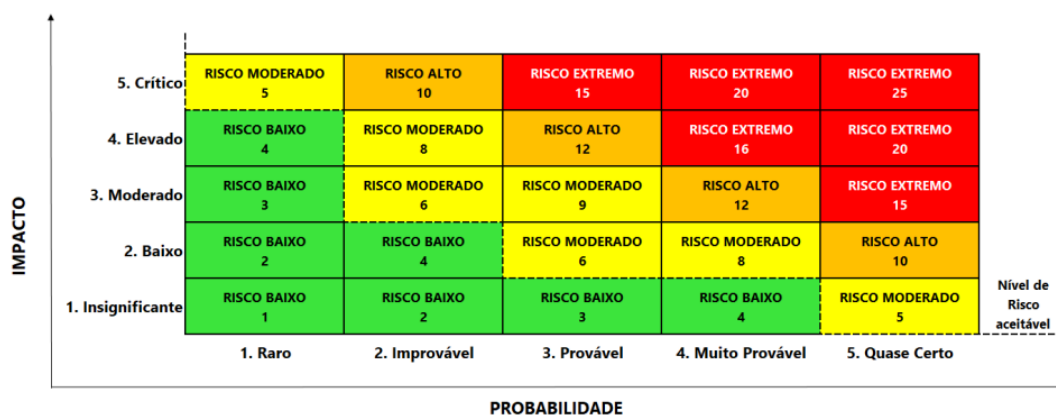 IMPACTO
5. Crítico
RISCO MODERADO
5
RISCO ALTO
10
RISCO EXTREMO
15
RISCO EXTREMO
20
RISCO EXTREMO
25
4. Elevado
RISCO BAIXO
4
RISCO MODERADO
8
RISCO ALTO
12
RISCO EXTREMO
16
RISCO EXTREMO
20
3. Moderado
RISCO BAIXO
3
RISCO MODERADO
6
RISCO MODERADO
9
RISCO ALTO
12
RISCO EXTREMO
15
2. Baixo
RISCO BAIXO
2
RISCO BAIXO
4
RISCO MODERADO
6
RISCO MODERADO
8
RISCO ALTO
10
1. Insignificante
RISCO BAIXO
1
RISCO BAIXO
2
RISCO BAIXO
3
RISCO BAIXO
4
RISCO MODERADO
5
Nível de
Risco
aceitável
1. Raro
2. Improvável
3. Provável
4. Muito Provável
5. Quase Certo
PROBABILIDADE